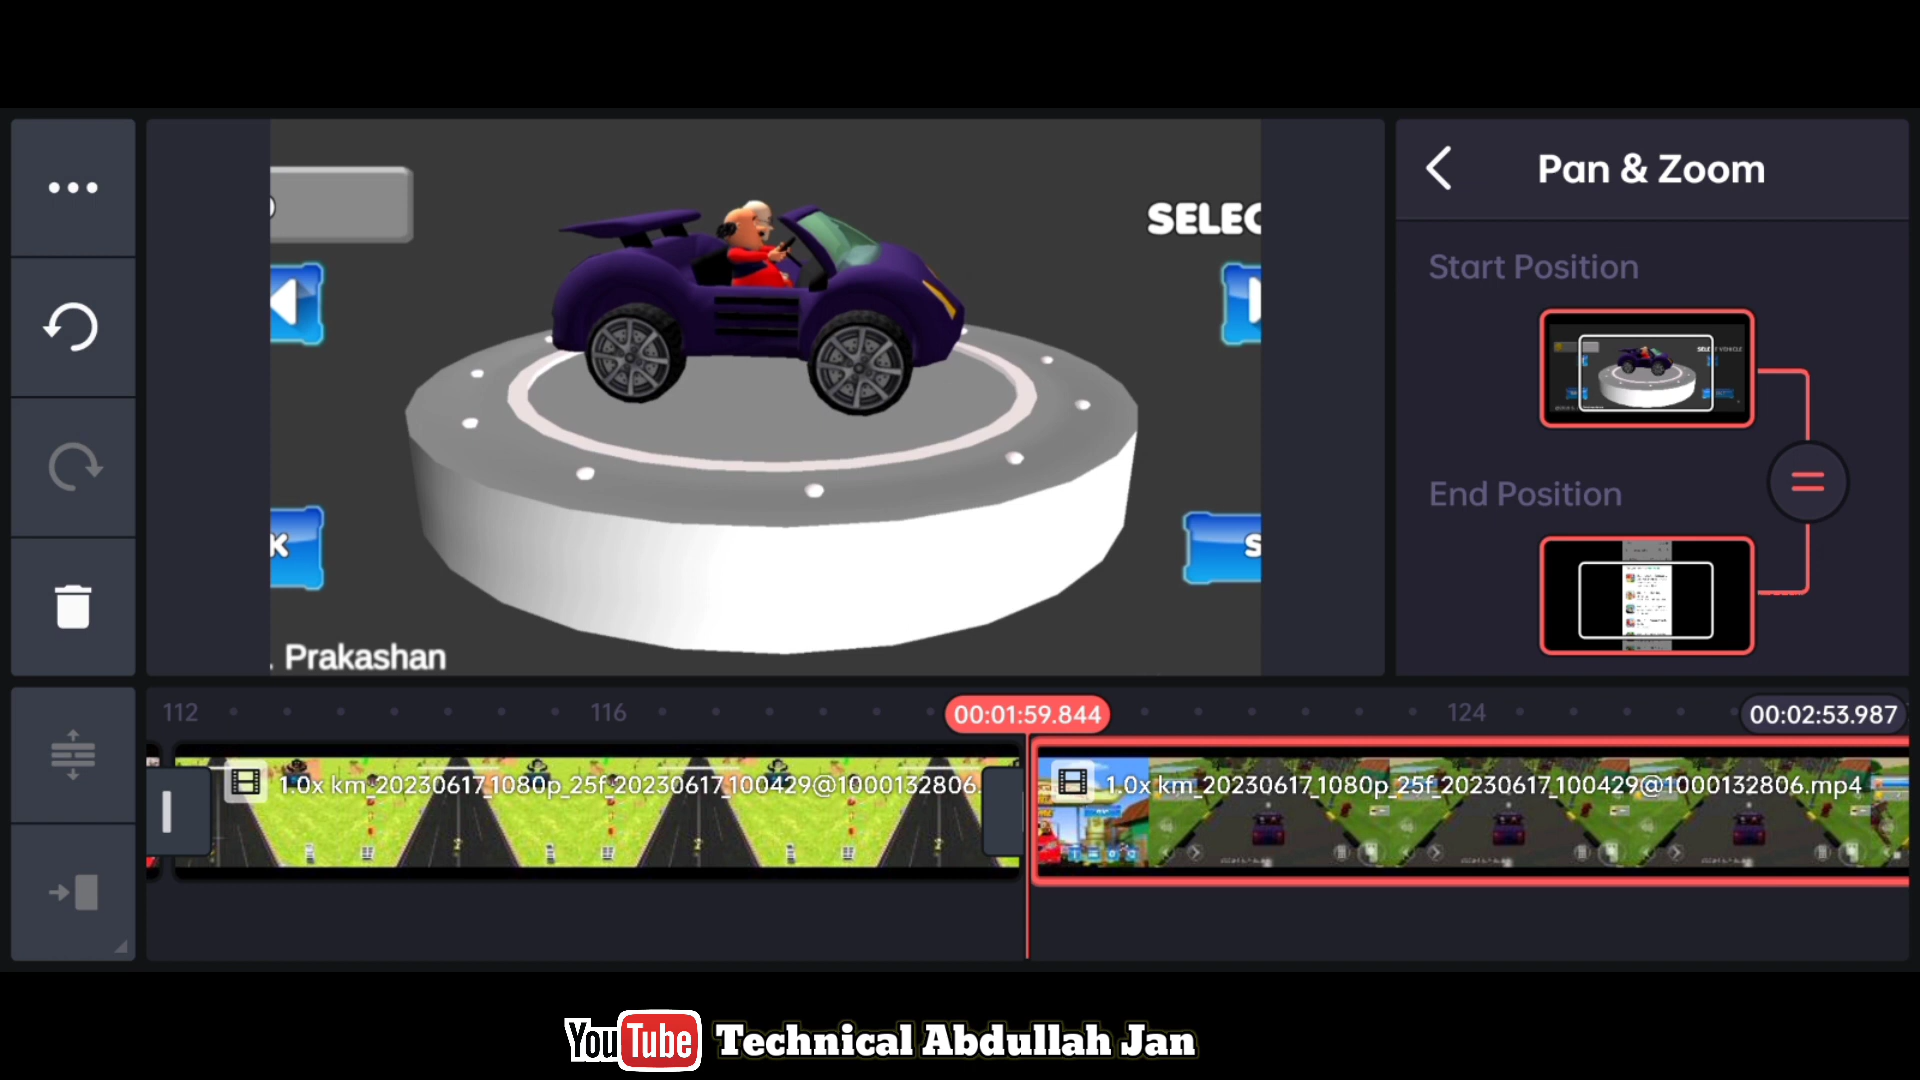 Pan & Zoom
SELEC
Start Position
End Position
K
S
. Prakashan
112
116
00:01:59.844
124
00:02:53.987
1.0x km_20230617_1080p_25f_20230617_100429@1000132806.
1.0x km_20230617_1080p_25f_20230617_100429@1000132806.mp4
YouTube Technical Abdullah Jan